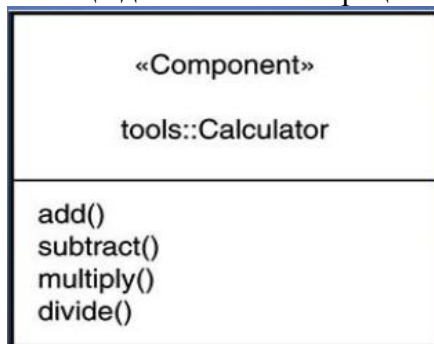 «Component»
tools::Calculator
add()
subtract()
multiply()
divide()